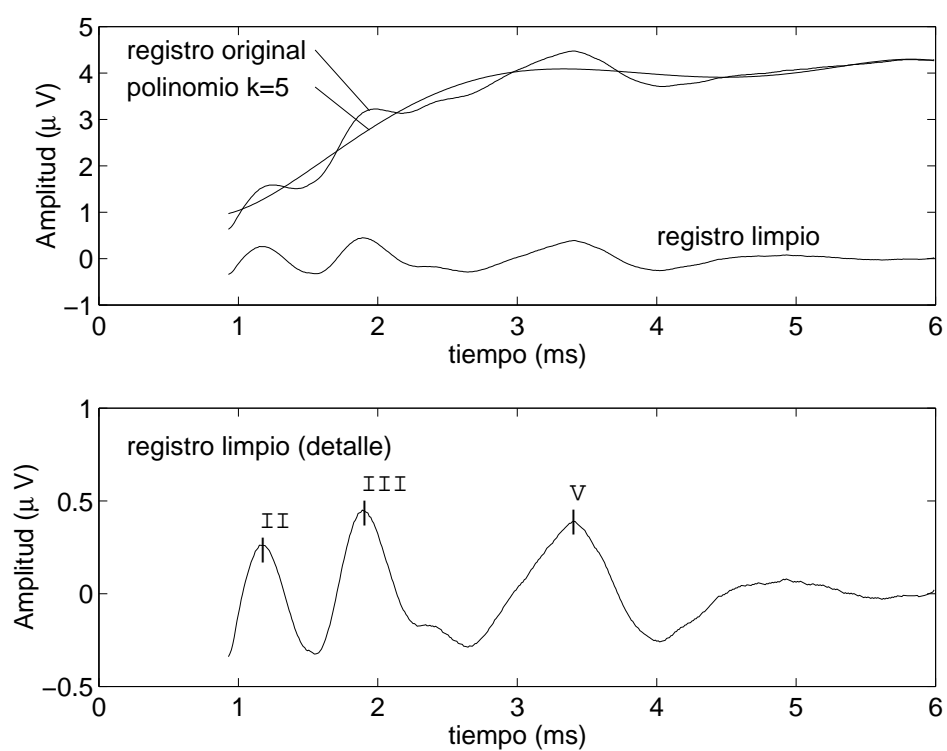 5
4
3
2
1
0
−1
Amplitud (μ V)
registro original
polinomio k=5
registro limpio
0 1 2 3 4 5 6
tiempo (ms)
1
0.5
0
−0.5
Amplitud (μ V)
registro limpio (detalle)
II
III
V
0 1 2 3 4 5 6
tiempo (ms)